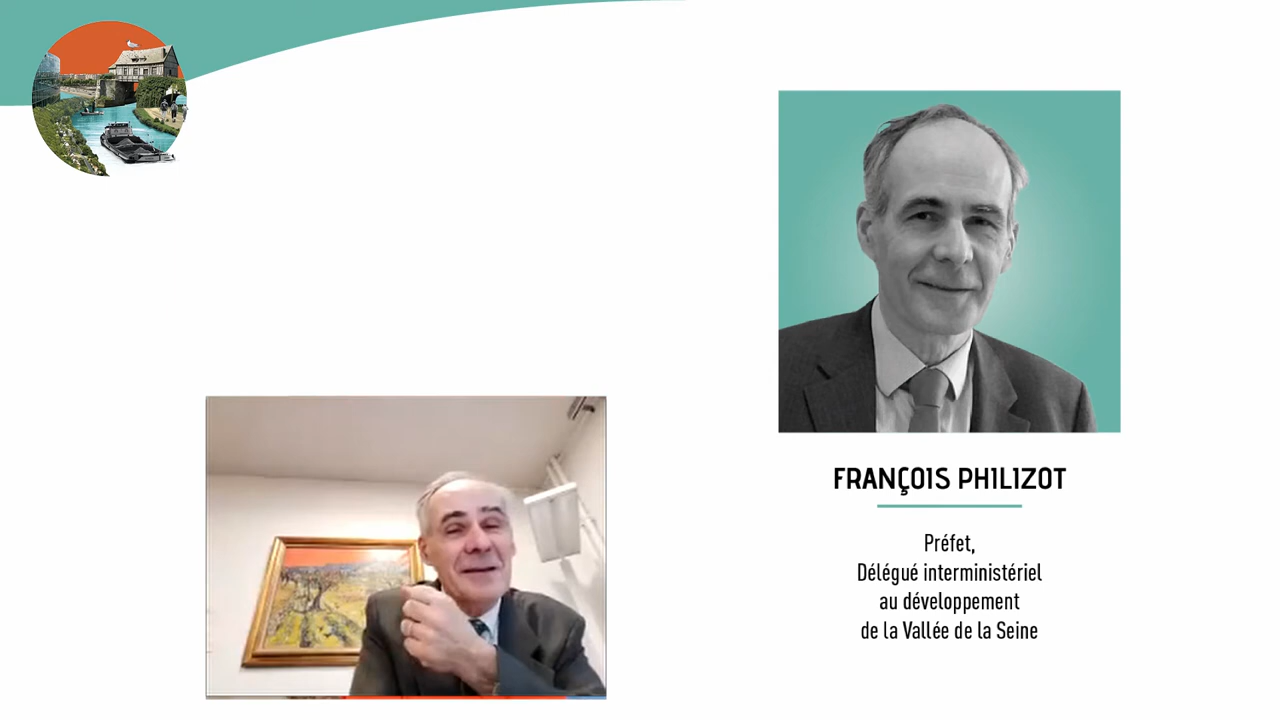 FRANÇOIS PHILIZOT
Préfet,
Délégué interministériel
au développement
de la Vallée de la Seine